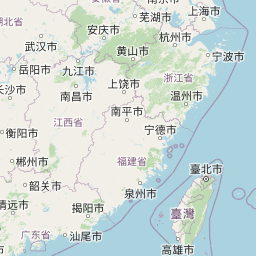 上海市
南京市
芜湖市
湖北省
安庆市
武汉市
杭州市
黄山市
宁波市
九江市
岳阳市
上饶市
浙江省
南昌市
长沙市
温州市
南平市
江西省
宁德市
衡阳市
福建省
郴州市
臺北市
韶关市
泉州市
清远市
揭阳市
臺灣
广东省
汕尾市
高雄市